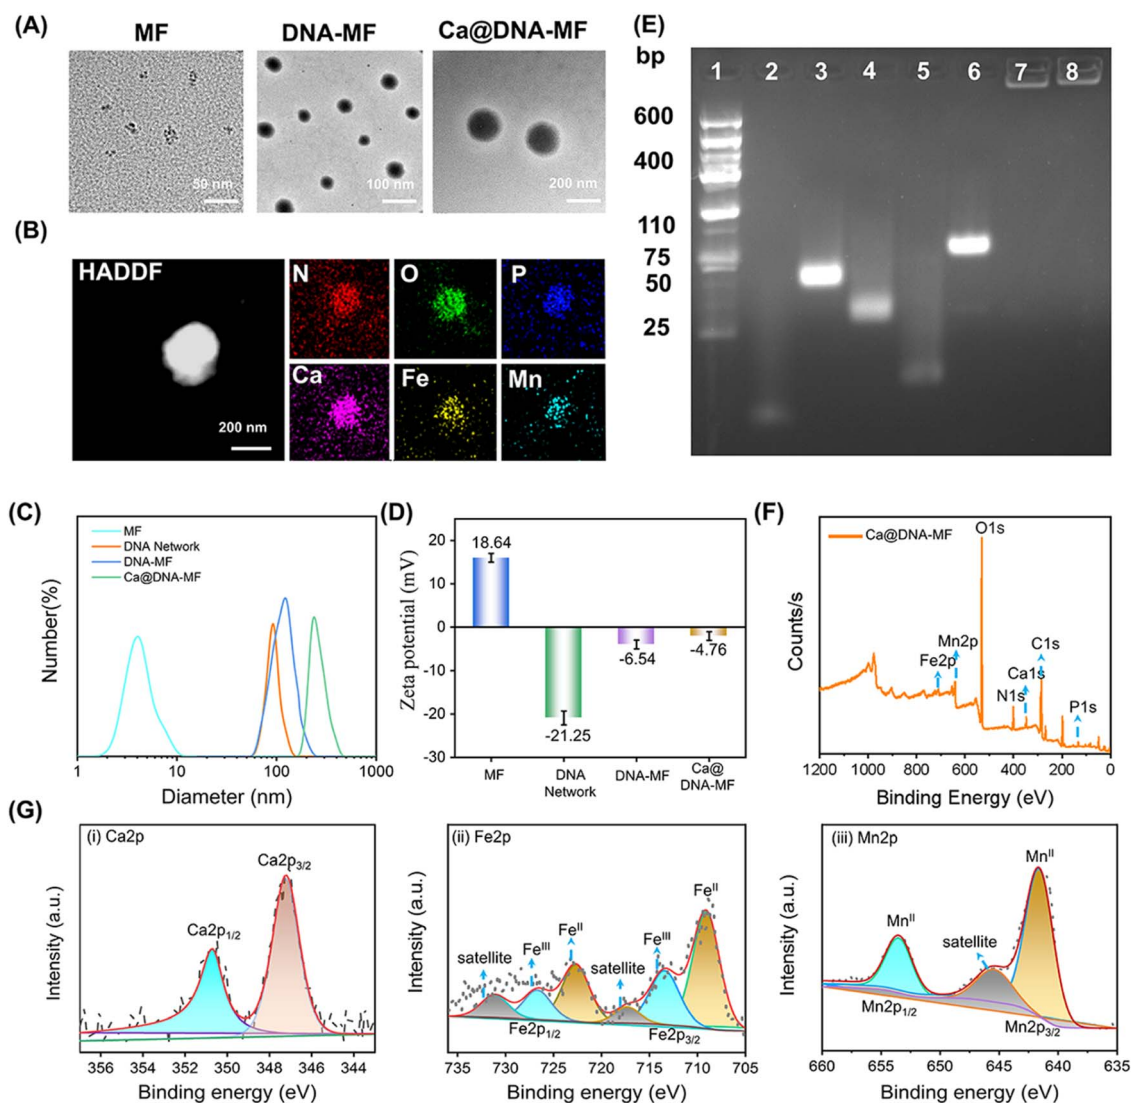 (A)
MF
DNA-MF
Ca@DNA-MF
50 nm
100 nm
200 nm
(B)
HADDF
200 nm
N
O
P
Ca
Fe
Mn
(E)
bp
1 2 3 4 5 6 7 8
600
400
110
75
50
25
(C)
MF
DNA Network
DNA-MF
Ca@DNA-MF
Number(%)
1 10 100 1000
Diameter (nm)
(D)
Zeta potential (mV)
20
10
0
-10
-20
-30
18.64
-21.25
-6.54
-4.76
MF
DNA
Network
DNA-MF
Ca@
DNA-MF
(F)
Ca@DNA-MF
Counts/s
O1s
Mn2p
Fe2p
C1s
Ca1s
N1s
P1s
1200 1000 800 600 400 200 0
Binding Energy (eV)
(G)
(i) Ca2p
Ca2p3/2
Ca2p1/2
Intensity (a.u.)
356 354 352 350 348 346 344
Binding energy (eV)
(ii) Fe2p
FeII
FeIII
FeII
FeIII
satellite
satellite
Fe2p1/2
Fe2p3/2
Intensity (a.u.)
735 730 725 720 715 710 705
Binding energy (eV)
(iii) Mn2p
MnII
MnII
satellite
Mn2p1/2
Mn2p3/2
Intensity (a.u.)
660 655 650 645 640 635
Binding energy (eV)